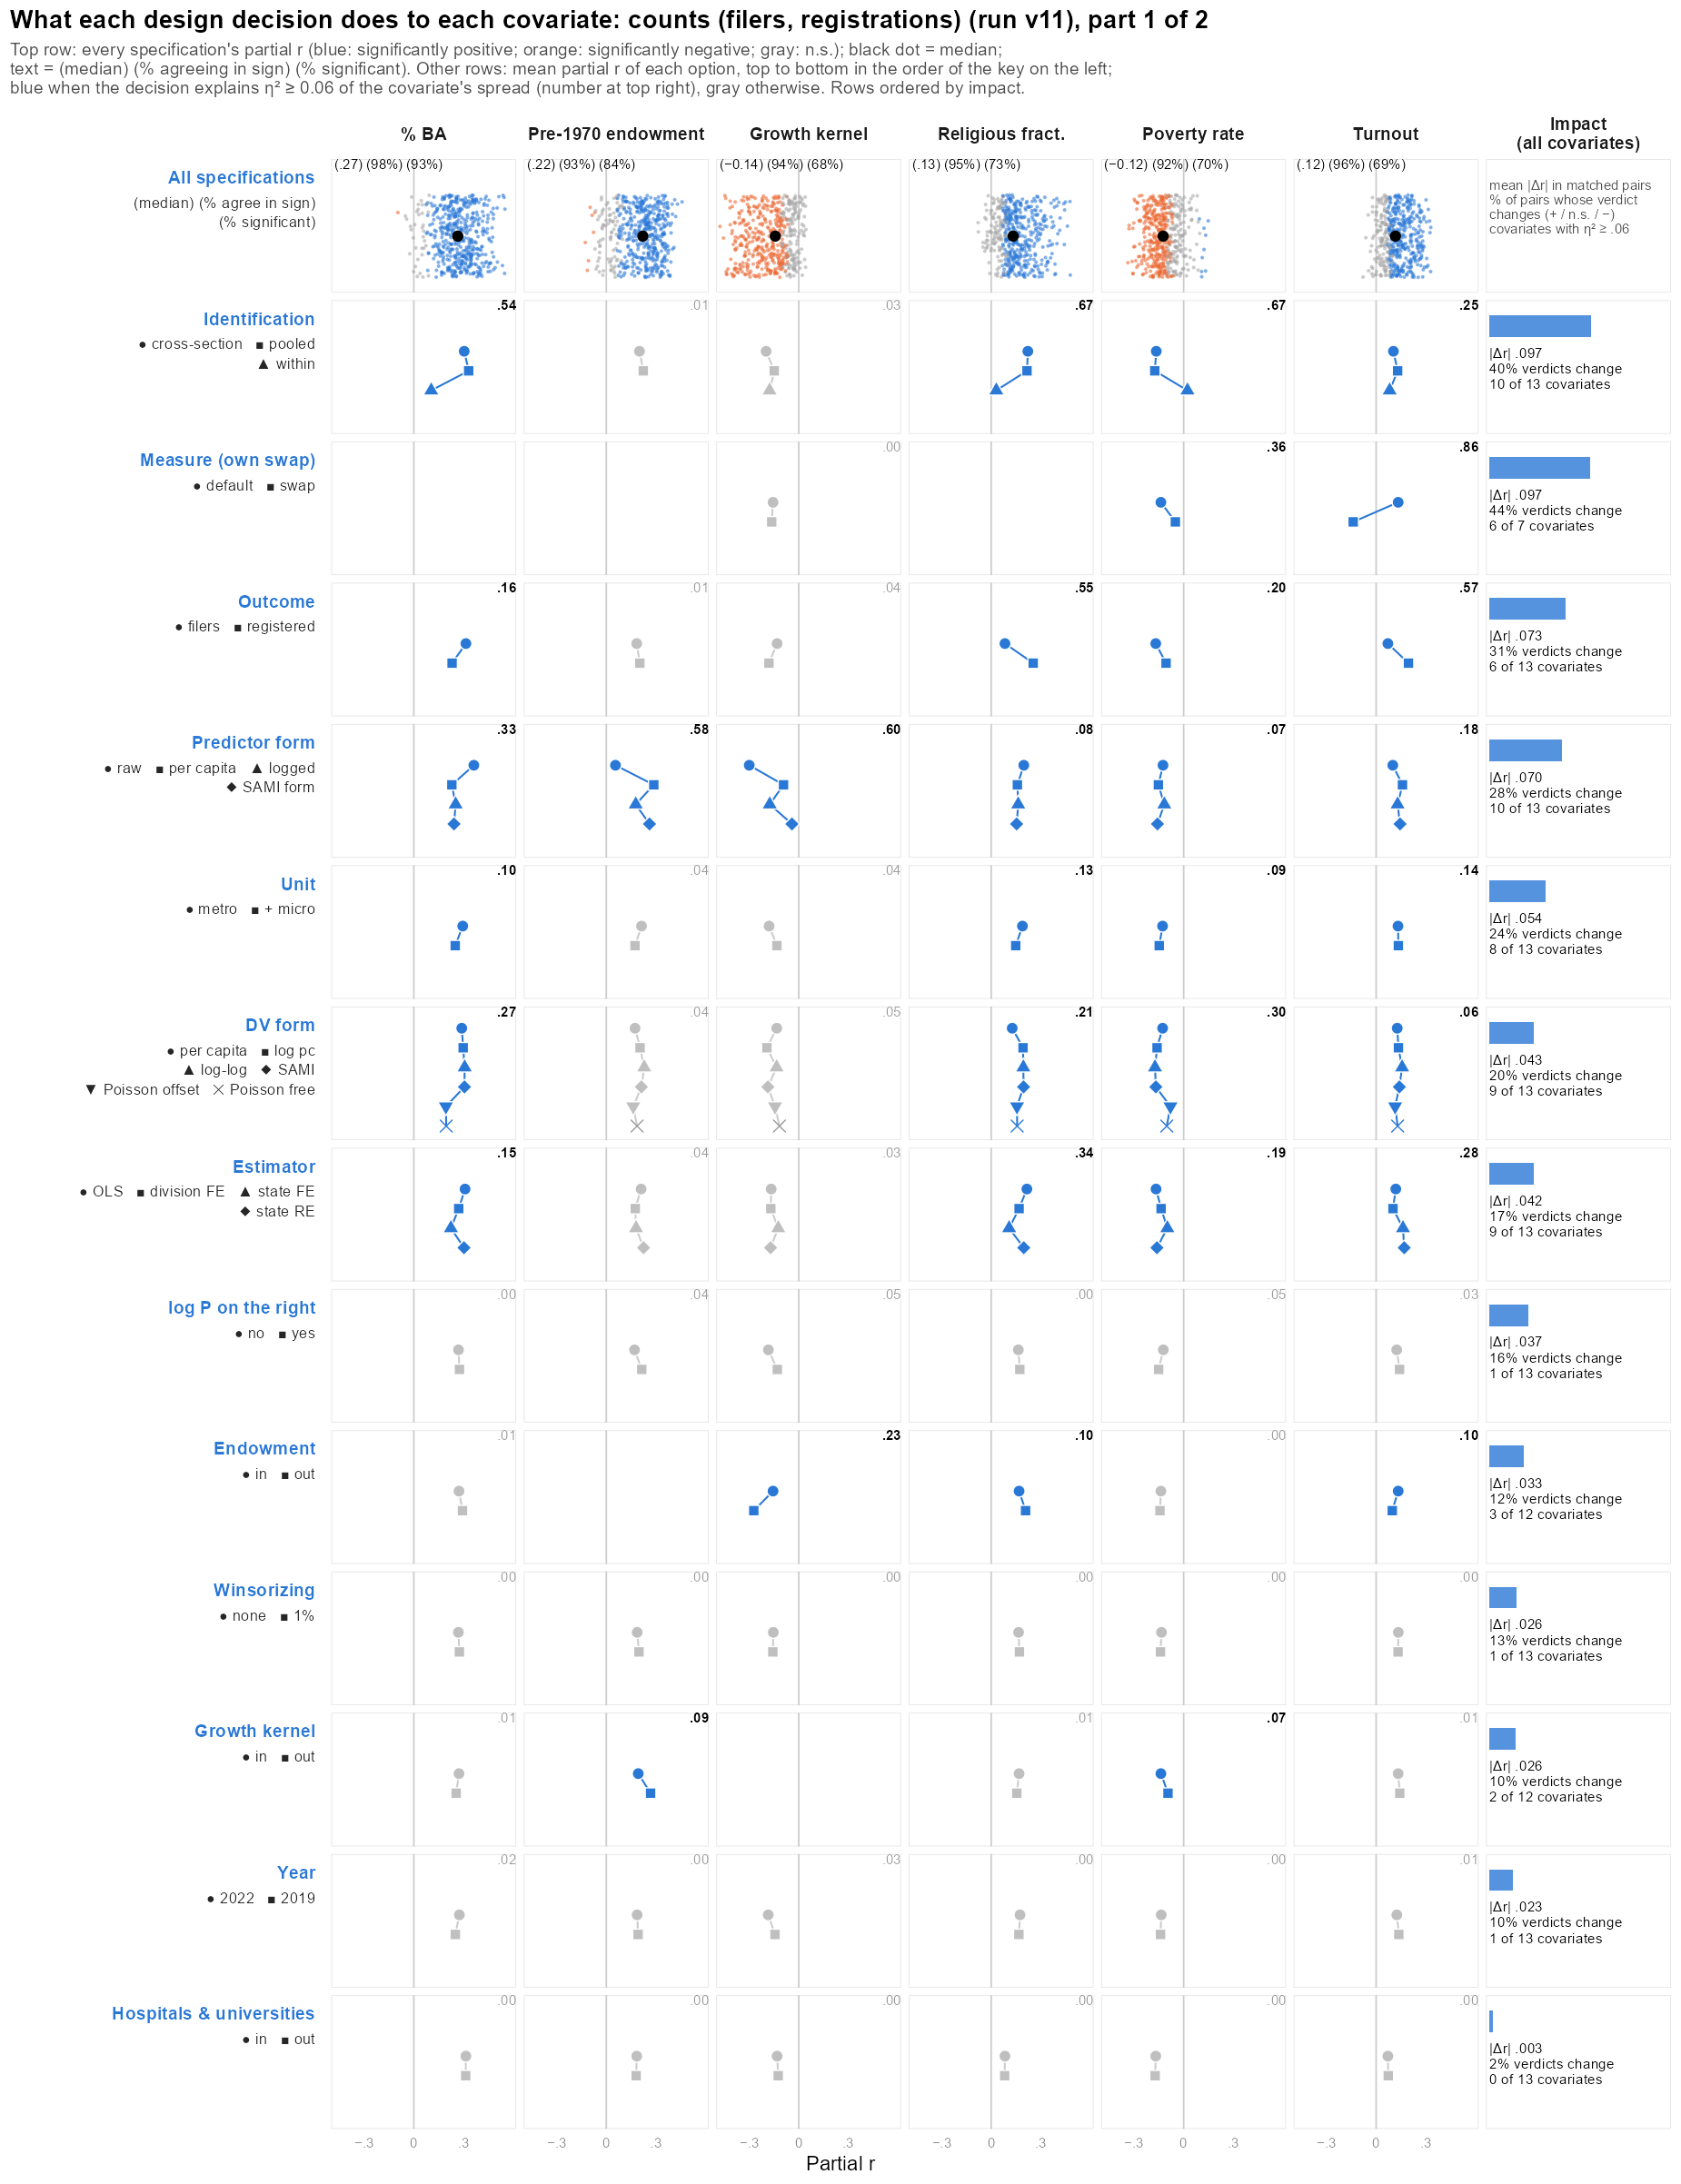 What each design decision does to each covariate: counts (filers, registrations) (run v11), part 1 of 2
Top row: every specification's partial r (blue: significantly positive; orange: significantly negative; gray: n.s.); black dot = median;
text = (median) (% agreeing in sign) (% significant). Other rows: mean partial r of each option, top to bottom in the order of the key on the left;
blue when the decision explains η² ≥ 0.06 of the covariate's spread (number at top right), gray otherwise. Rows ordered by impact.
% BA Pre-1970 endowment Growth kernel Religious fract. Poverty rate Turnout Impact
(all covariates)
(.27) (98%) (93%) (.22) (93%) (84%) (−0.14) (94%) (68%) (.13) (95%) (73%) (−0.12) (92%) (70%) (.12) (96%) (69%)
All specifications
(median) (% agree in sign)
(% significant)
mean |Δr| in matched pairs
% of pairs whose verdict
changes (+ / n.s. / −)
covariates with η² ≥ .06
.54 .01 .03 .67 .67 .25
Identification
● cross-section ■ pooled
▲ within
|Δr| .097
40% verdicts change
10 of 13 covariates
.00 .36 .86
Measure (own swap)
● default ■ swap
|Δr| .097
44% verdicts change
6 of 7 covariates
.16 .01 .04 .55 .20 .57
Outcome
● filers ■ registered
|Δr| .073
31% verdicts change
6 of 13 covariates
.33 .58 .60 .08 .07 .18
Predictor form
● raw ■ per capita ▲ logged
◆ SAMI form
|Δr| .070
28% verdicts change
10 of 13 covariates
.10 .04 .04 .13 .09 .14
Unit
● metro ■ + micro
|Δr| .054
24% verdicts change
8 of 13 covariates
.27 .04 .05 .21 .30 .06
DV form
● per capita ■ log pc
▲ log-log ◆ SAMI
▼ Poisson offset × Poisson free
|Δr| .043
20% verdicts change
9 of 13 covariates
.15 .04 .03 .34 .19 .28
Estimator
● OLS ■ division FE ▲ state FE
◆ state RE
|Δr| .042
17% verdicts change
9 of 13 covariates
.00 .04 .05 .00 .05 .03
log P on the right
● no ■ yes
|Δr| .037
16% verdicts change
1 of 13 covariates
.01 .23 .10 .00 .10
Endowment
● in ■ out
|Δr| .033
12% verdicts change
3 of 12 covariates
.00 .00 .00 .00 .00 .00
Winsorizing
● none ■ 1%
|Δr| .026
13% verdicts change
1 of 13 covariates
.01 .09 .01 .07 .01
Growth kernel
● in ■ out
|Δr| .026
10% verdicts change
2 of 12 covariates
.02 .00 .03 .00 .00 .01
Year
● 2022 ■ 2019
|Δr| .023
10% verdicts change
1 of 13 covariates
.00 .00 .00 .00 .00 .00
Hospitals & universities
● in ■ out
|Δr| .003
2% verdicts change
0 of 13 covariates
−.3 0 .3 −.3 0 .3 −.3 0 .3 −.3 0 .3 −.3 0 .3 −.3 0 .3
Partial r